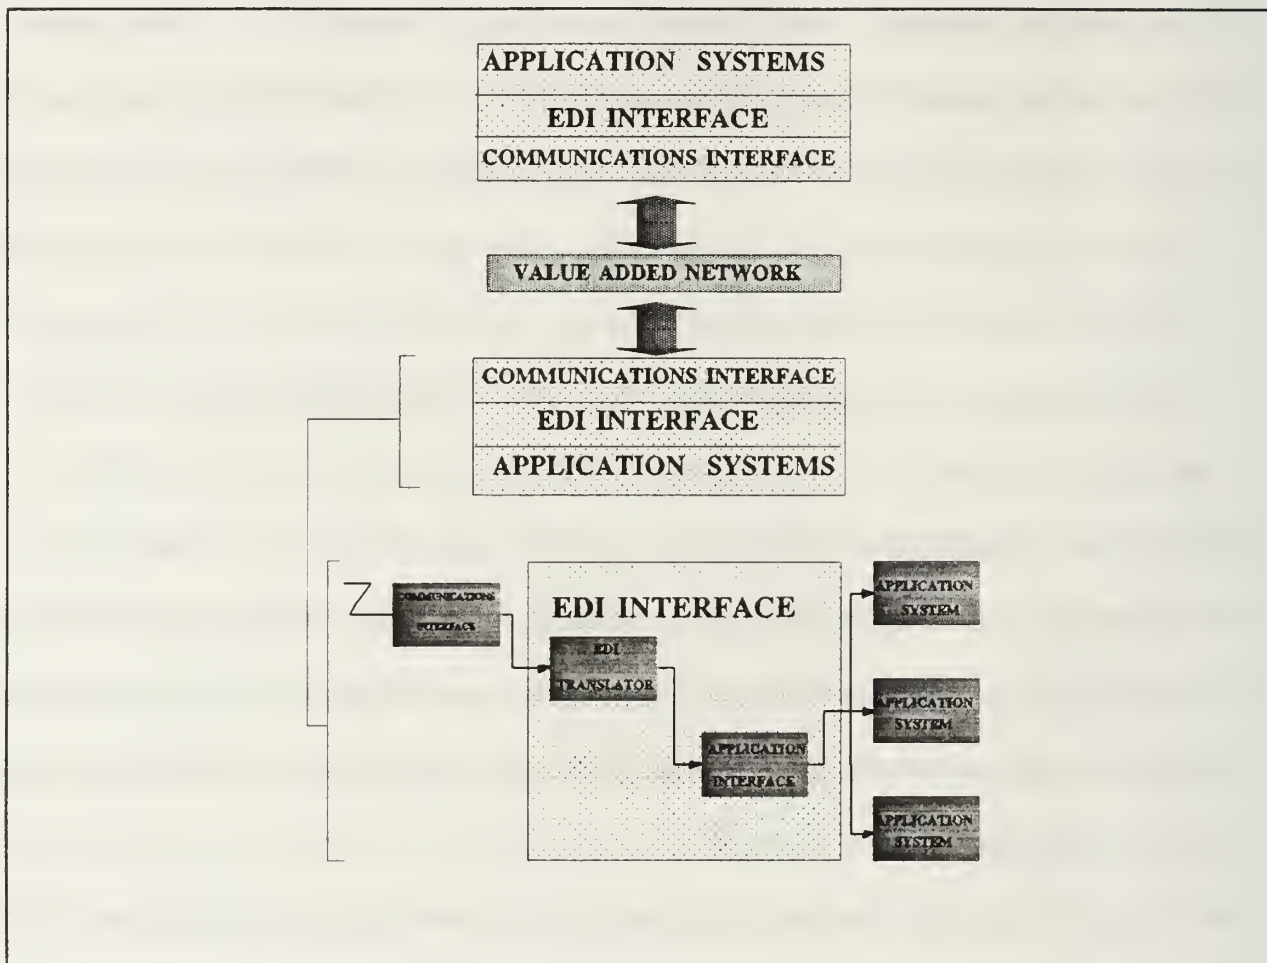 APPLICATION SYSTEMS
EDI INTERFACE
COMMUNICATIONS INTERFACE
VALUE ADDED NETWORK
COMMUNICATIONS INTERFACE
EDI INTERFACE
APPLICATION SYSTEMS
COMMUNICATIONS
INTERFACE
EDI INTERFACE
EDI
TRANSLATOR
APPLICATION
INTERFACE
APPLICATION
SYSTEM
APPLICATION
SYSTEM
APPLICATION
SYSTEM